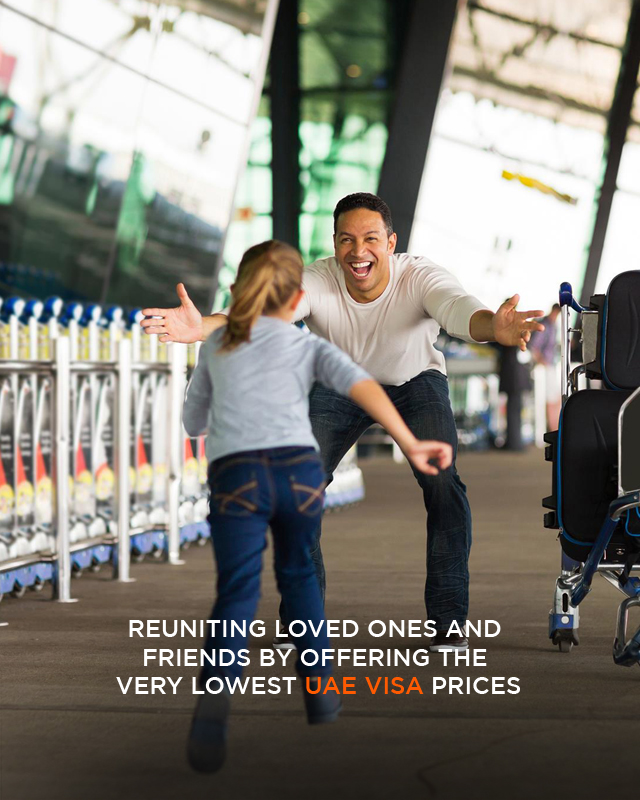 REUNITING LOVED ONES AND
FRIENDS BY OFFERING THE
VERY LOWEST UAE VISA PRICES